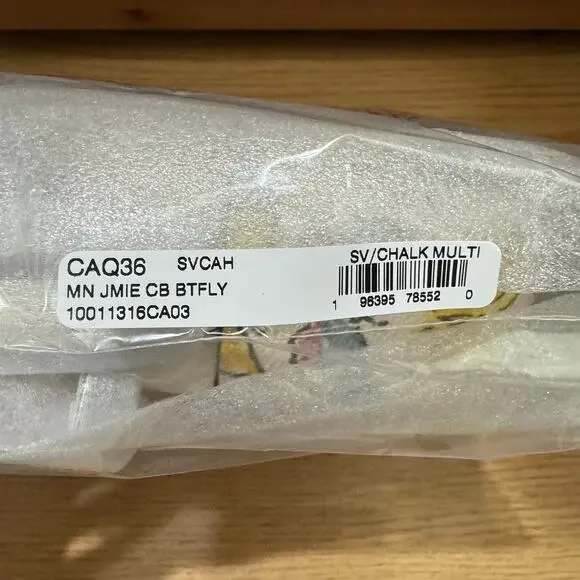 CAQ36 SVCAH SV/CHALK MULTI
MN JMIE CB BTFLY
10011316CA03
1 96395 78552 0